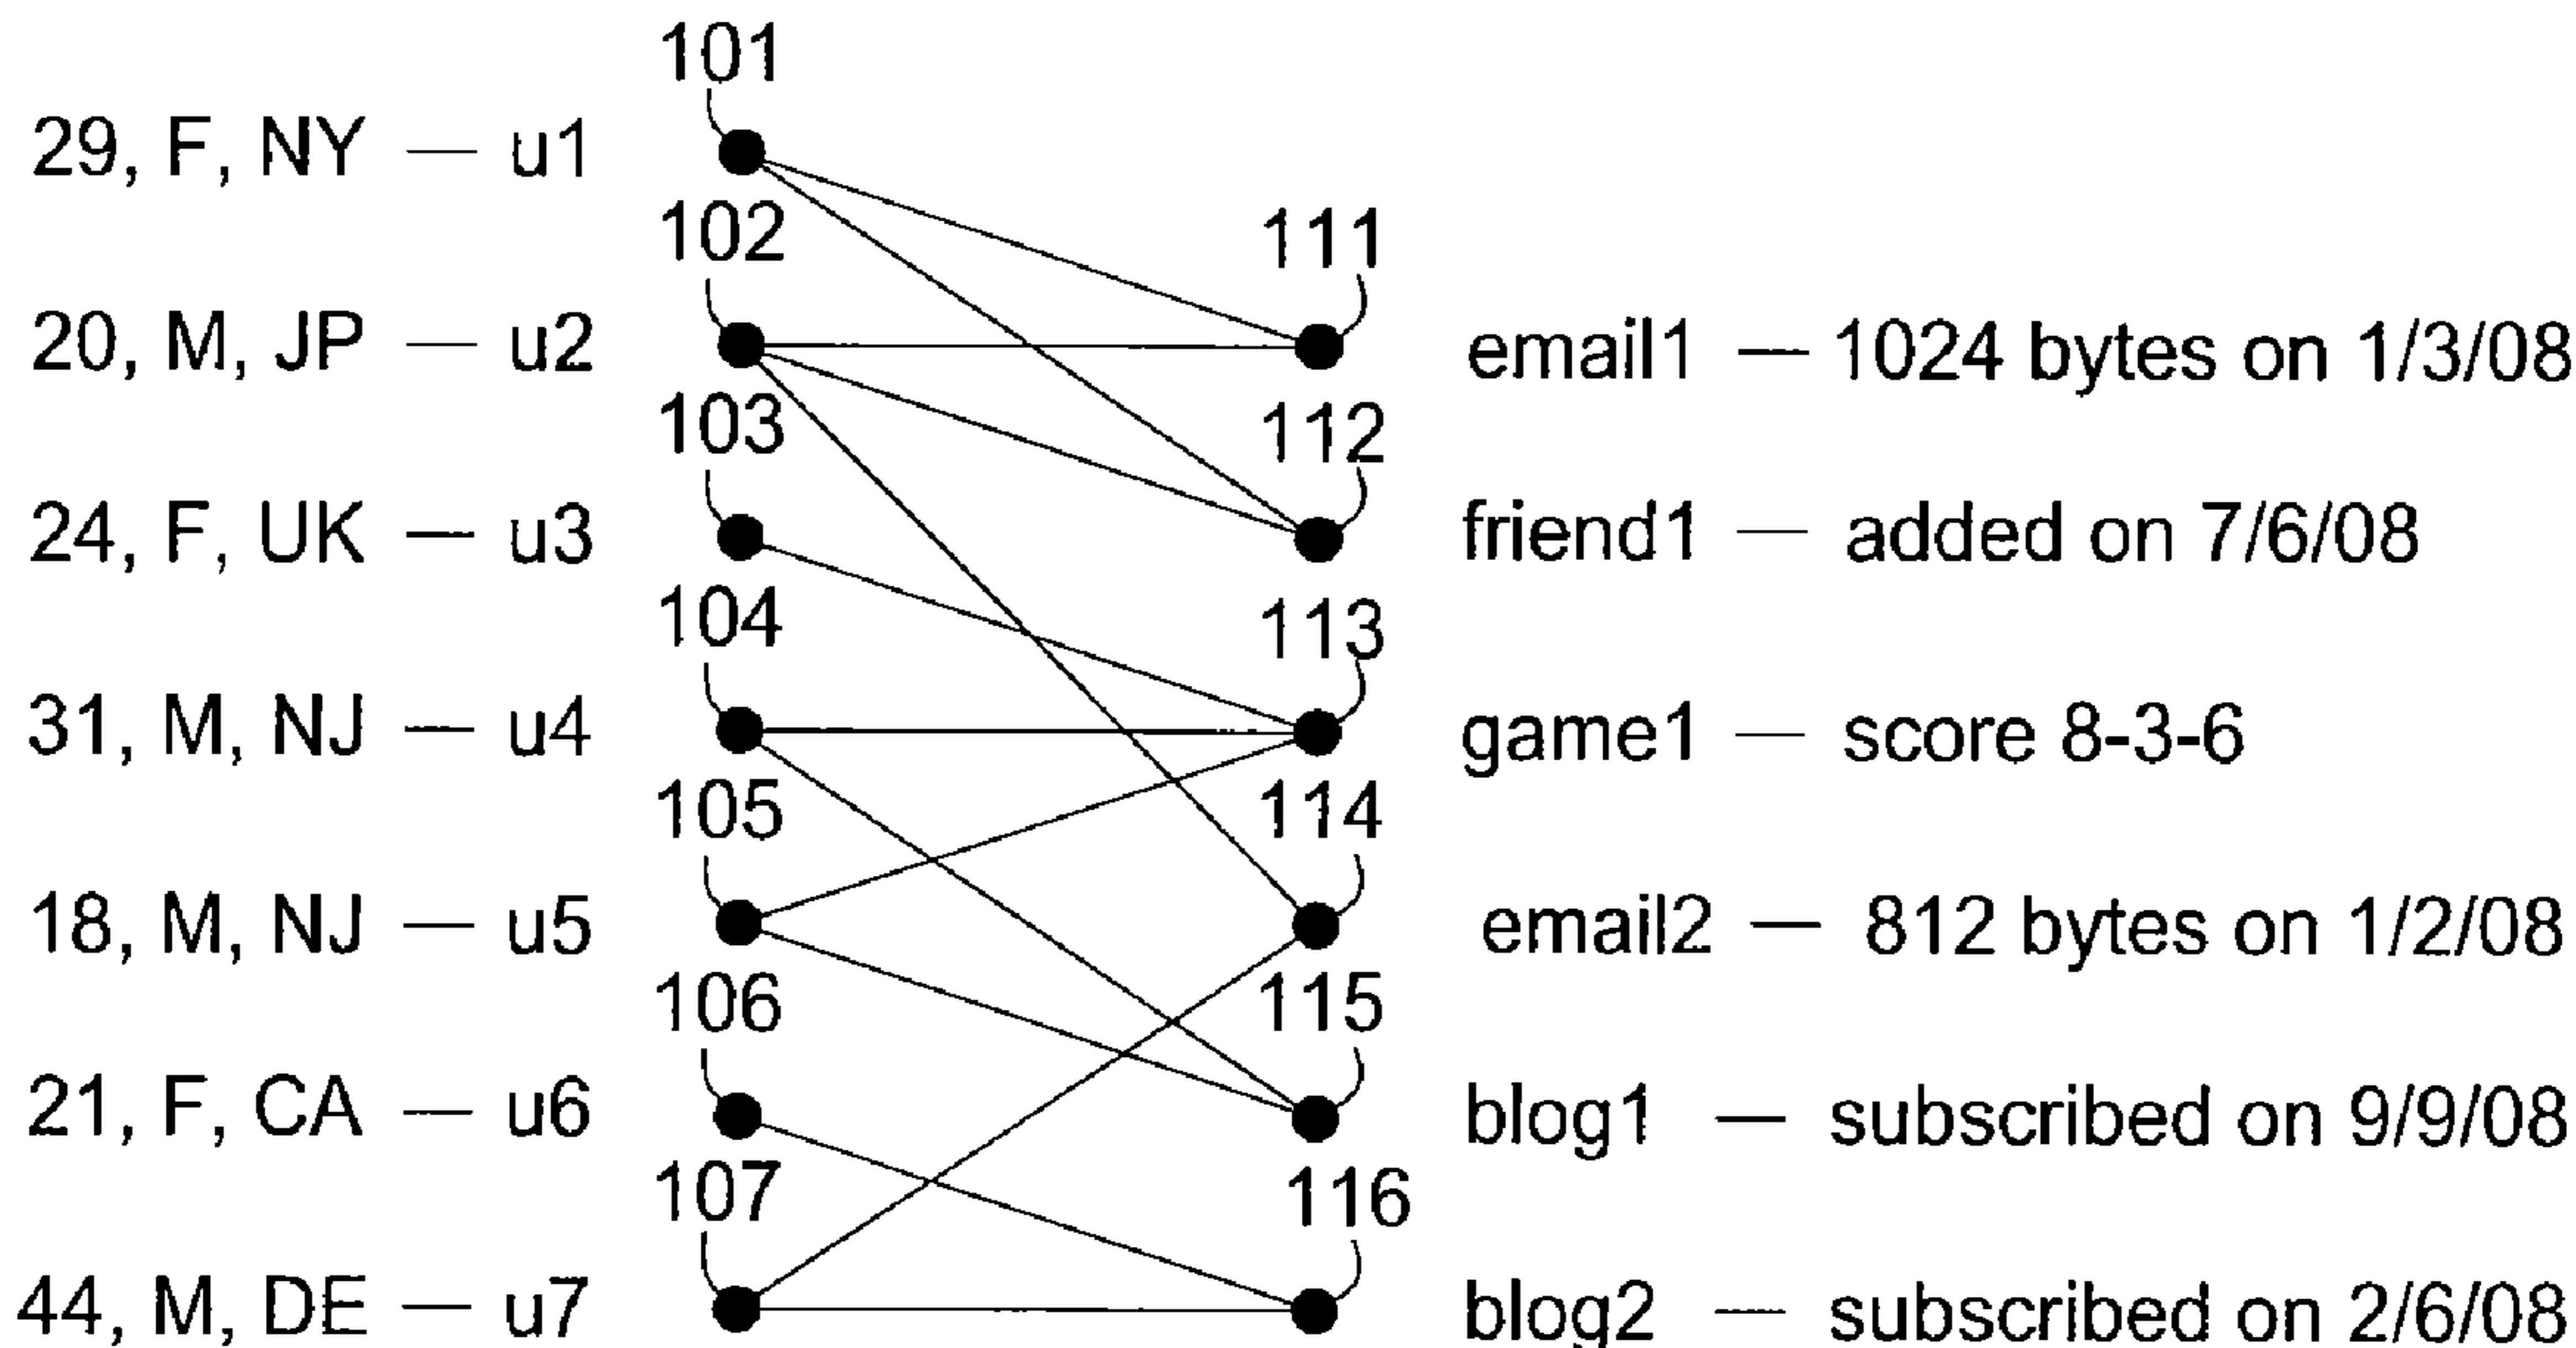 101
29, F, NY — u1
102
111
20, M, JP — u2
email1 — 1024 bytes on 1/3/08
103
112
24, F, UK — u3
friend1 — added on 7/6/08
104
113
31, M, NJ — u4
game1 — score 8-3-6
105
114
18, M, NJ — u5
email2 — 812 bytes on 1/2/08
106
115
21, F, CA — u6
blog1 — subscribed on 9/9/08
107
116
44, M, DE — u7
blog2 — subscribed on 2/6/08